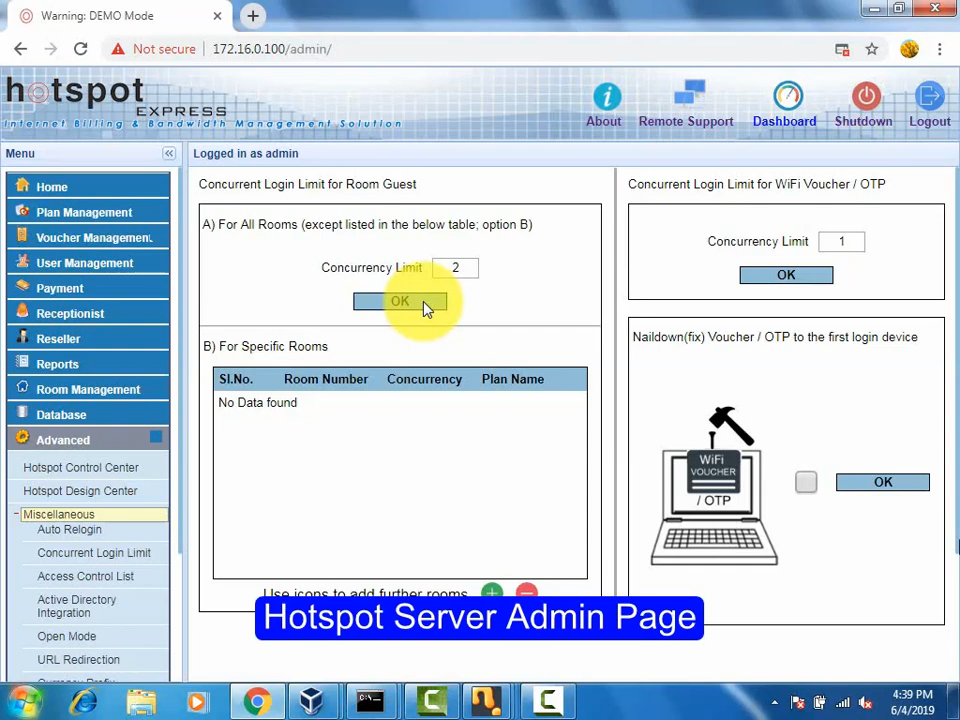 Warning: DEMO Mode
Not secure 172.16.0.100/admin/
hotspot
EXPRESS
Internet Billing & Bandwidth Management Solution
About
Remote Support
Dashboard
Shutdown
Logout
Menu
Logged in as admin
Home
Plan Management
Voucher Management
User Management
Payment
Receptionist
Reseller
Reports
Room Management
Database
Advanced
Hotspot Control Center
Hotspot Design Center
Miscellaneous
Auto Relogin
Concurrent Login Limit
Access Control List
Active Directory
Integration
Open Mode
URL Redirection
Concurrent Login Limit for Room Guest
A) For All Rooms (except listed in the below table; option B)
Concurrency Limit 2
OK
B) For Specific Rooms
Sl.No. Room Number Concurrency Plan Name
No Data found
Use icons to add further rooms
Concurrent Login Limit for WiFi Voucher / OTP
Concurrency Limit 1
OK
Naildown(fix) Voucher / OTP to the first login device
WiFi
VOUCHER
/ OTP
OK
Hotspot Server Admin Page
4:39 PM
6/4/2019